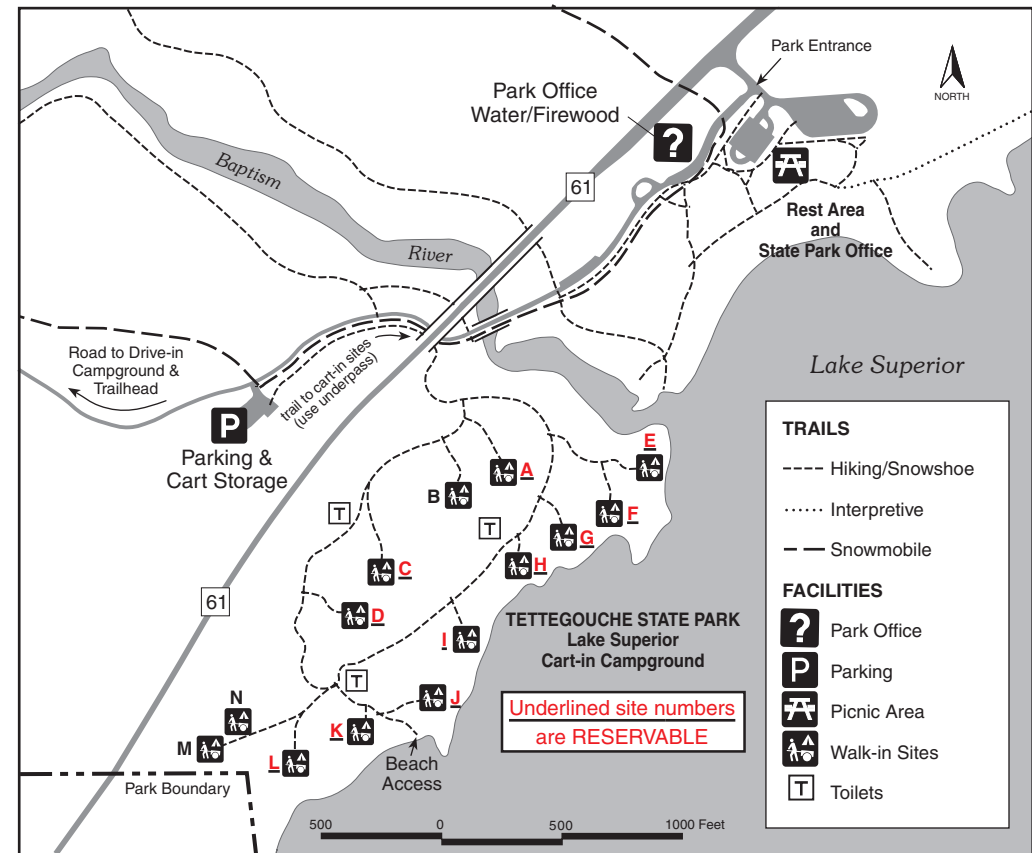 Park Entrance
NORTH
Park Office
Water/Firewood
?
Baptism
River
61
Rest Area
and
State Park Office
Lake Superior
Road to Drive-in
Campground &
Trailhead
trail to cart-in sites
(use underpass)
P
Parking &
Cart Storage
E
A
B
F
T
T
G
C
H
D
61
I
TETTEGOUCHE STATE PARK
Lake Superior
Cart-in Campground
T
J
N
K
M
L
Underlined site numbers
are RESERVABLE
Beach
Access
Park Boundary
500
0
500
1000 Feet
TRAILS
Hiking/Snowshoe
Interpretive
Snowmobile
FACILITIES
? Park Office
P Parking
Picnic Area
Walk-in Sites
T Toilets